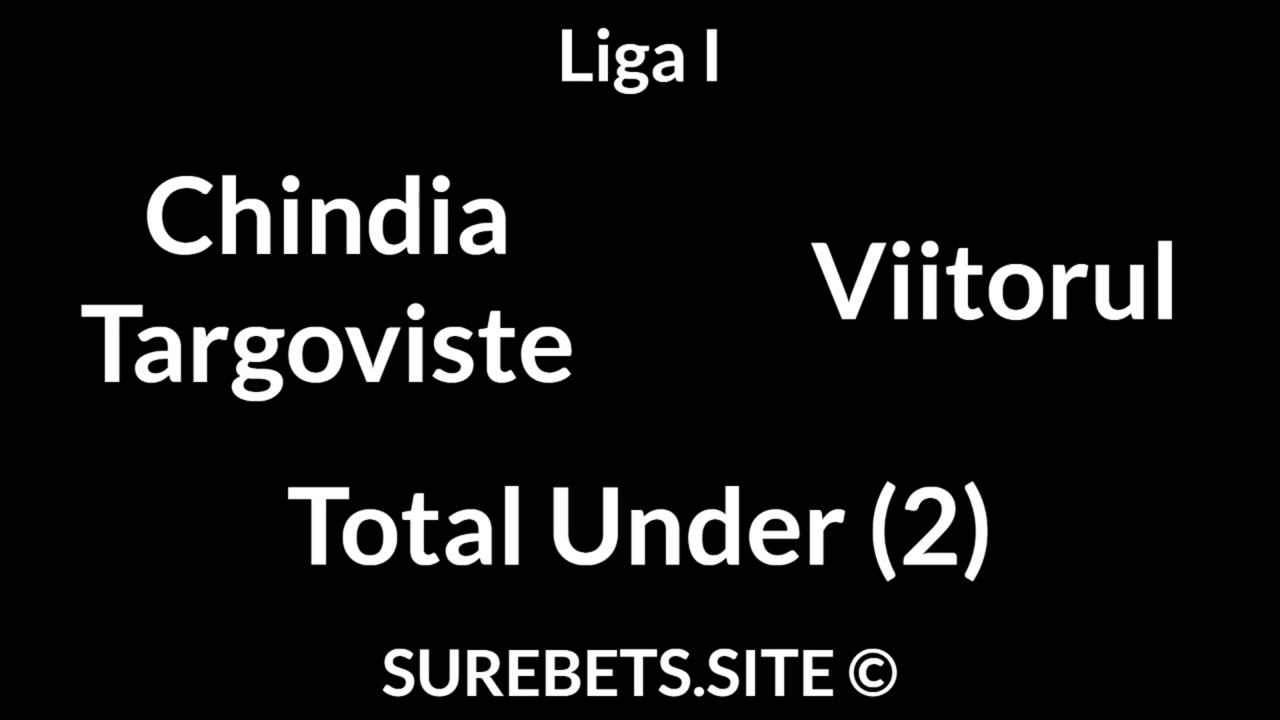 Liga I
Chindia
Targoviste
Viitorul
Total Under (2)
SUREBETS.SITE ©